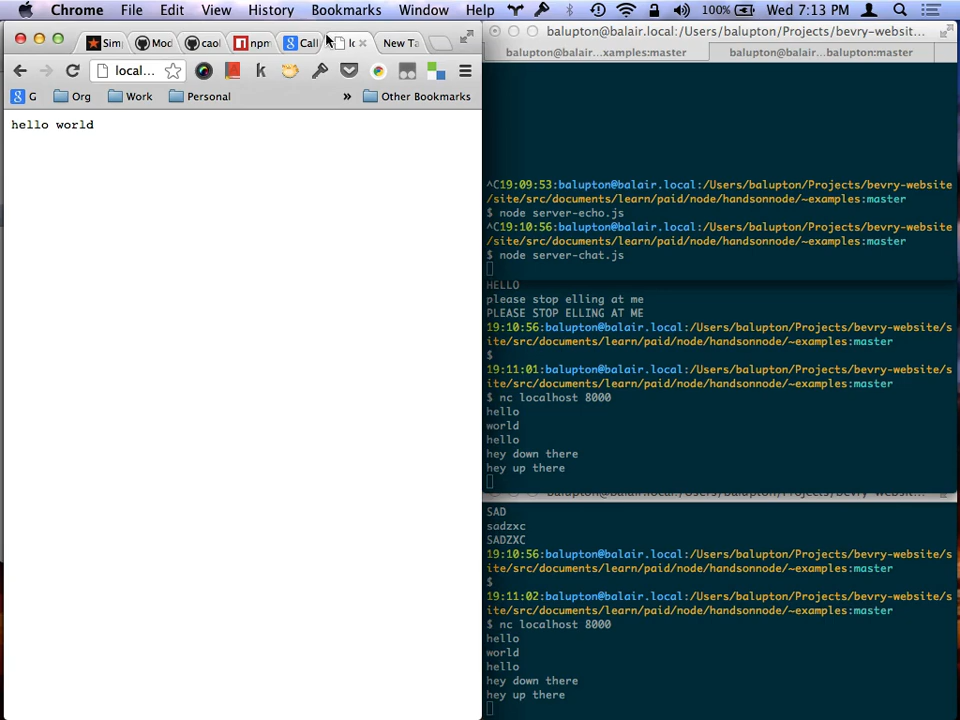 Chrome File Edit View History Bookmarks Window Help 100% Wed 7:13 PM
Sim Mod caol npm Call lo New Ta
local...
G Org Work Personal » Other Bookmarks
hello world
balupton@balair.local:/Users/balupton/Projects/bevry-website/s...
balupton@balair...xamples:master balupton@balair....balupton:master
^C19:09:53:balupton@balair.local:/Users/balupton/Projects/bevry-website
/site/src/documents/learn/paid/node/handsonnode/~examples:master
$ node server-echo.js
^C19:10:56:balupton@balair.local:/Users/balupton/Projects/bevry-website
/site/src/documents/learn/paid/node/handsonnode/~examples:master
$ node server-chat.js
HELLO
please stop elling at me
PLEASE STOP ELLING AT ME
19:10:56:balupton@balair.local:/Users/balupton/Projects/bevry-website/s
ite/src/documents/learn/paid/node/handsonnode/~examples:master
$
19:11:01:balupton@balair.local:/Users/balupton/Projects/bevry-website/s
ite/src/documents/learn/paid/node/handsonnode/~examples:master
$ nc localhost 8000
hello
world
hello
hey down there
hey up there
SAD
sadzxc
SADZXC
19:10:56:balupton@balair.local:/Users/balupton/Projects/bevry-website/s
ite/src/documents/learn/paid/node/handsonnode/~examples:master
$
19:11:02:balupton@balair.local:/Users/balupton/Projects/bevry-website/s
ite/src/documents/learn/paid/node/handsonnode/~examples:master
$ nc localhost 8000
hello
world
hello
hey down there
hey up there